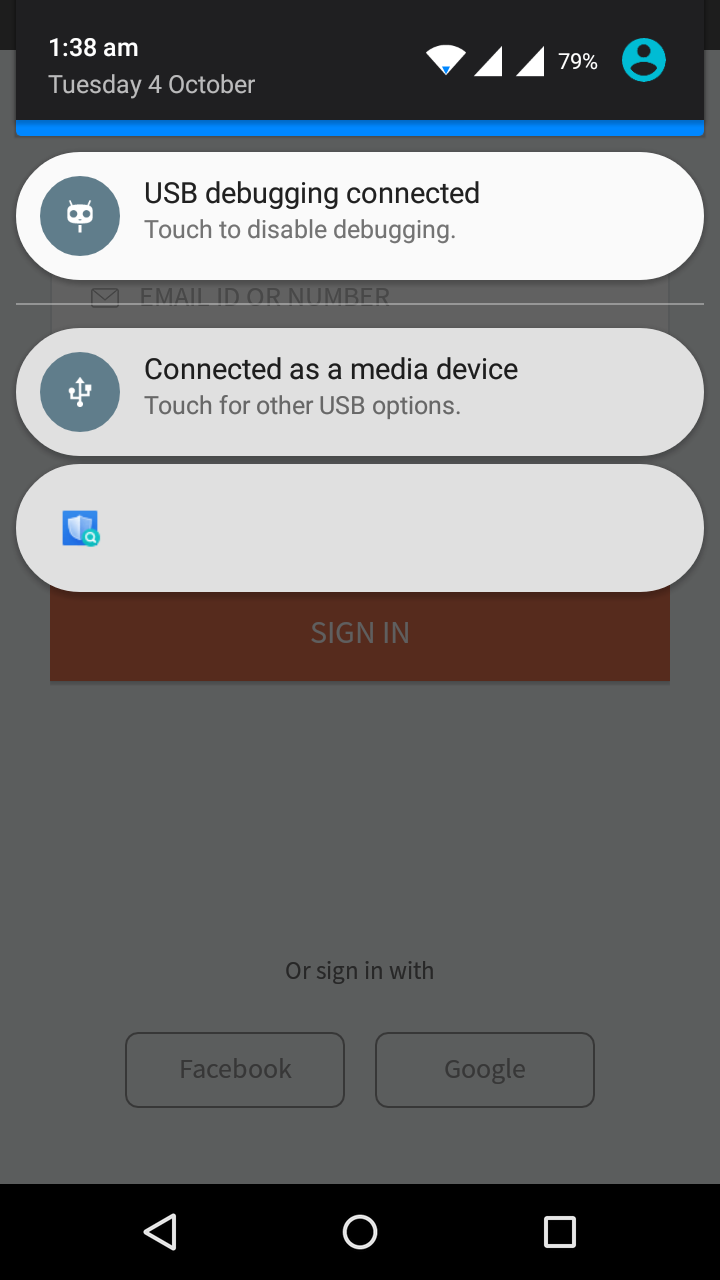 1:38 am
79%
Tuesday 4 October
USB debugging connected
Touch to disable debugging.
EMAIL ID OR NUMBER
Connected as a media device
Touch for other USB options.
SIGN IN
Or sign in with
Facebook
Google